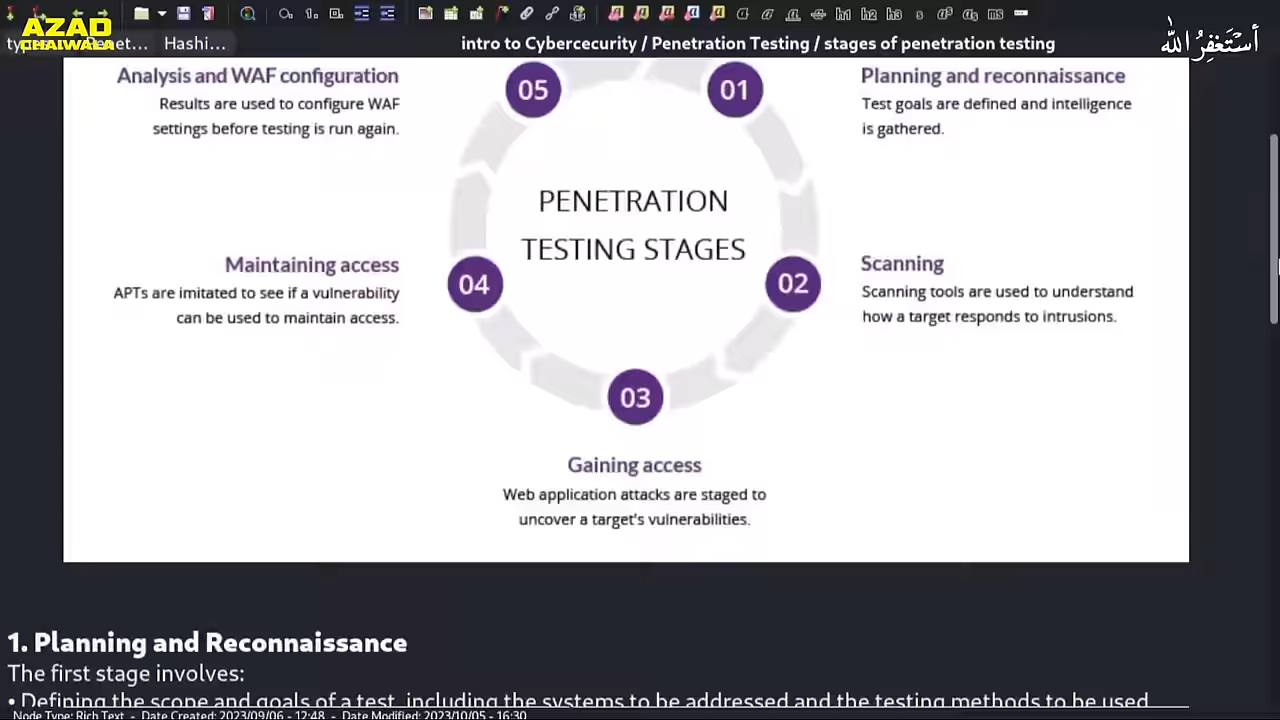 AZAD
CHAIWALA
Hashi...
intro to Cybercecurity / Penetration Testing / stages of penetration testing
أستغفر الله
Analysis and WAF configuration
Results are used to configure WAF
settings before testing is run again.
05
01
Planning and reconnaissance
Test goals are defined and intelligence
is gathered.
PENETRATION
TESTING STAGES
Maintaining access
APTs are imitated to see if a vulnerability
can be used to maintain access.
04
02
Scanning
Scanning tools are used to understand
how a target responds to intrusions.
03
Gaining access
Web application attacks are staged to
uncover a target's vulnerabilities.
1. Planning and Reconnaissance
The first stage involves:
• Defining the scope and goals of a test, including the systems to be addressed and the testing methods to be used
Node Type: Rich Text - Date Created: 2023/09/06 - 12:48 - Date Modified: 2023/10/05 - 16:30